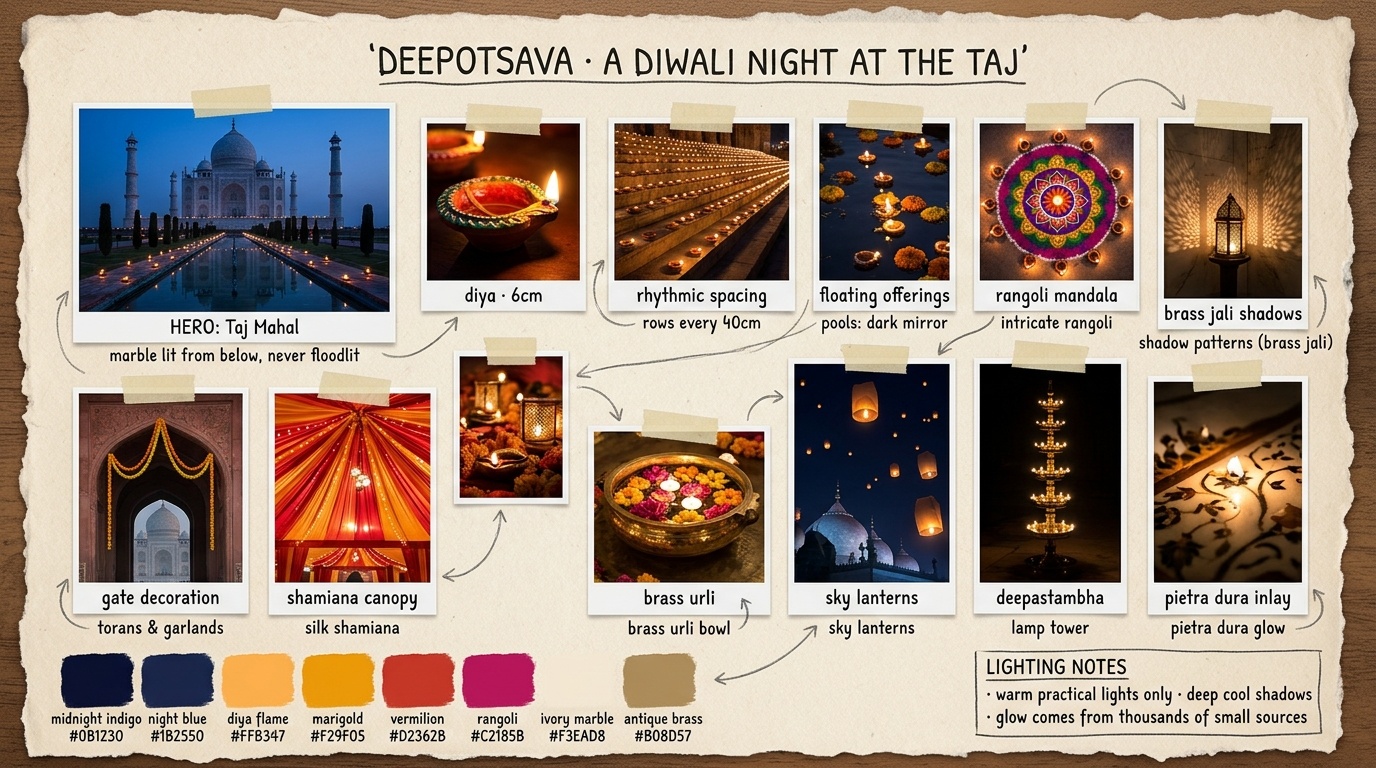 'DEEPOTSAVA · A DIWALI NIGHT AT THE TAJ'
HERO: Taj Mahal
marble lit from below, never floodlit
diya · 6cm
rhythmic spacing
rows every 40cm
floating offerings
pools: dark mirror
rangoli mandala
intricate rangoli
brass jali shadows
shadow patterns (brass jali)
gate decoration
torans & garlands
shamiana canopy
silk shamiana
brass urli
brass urli bowl
sky lanterns
sky lanterns
deepastambha
lamp tower
pietra dura inlay
pietra dura glow
midnight indigo
#0B1230
night blue
#1B2550
diya flame
#FFB347
marigold
#F29F05
vermilion
#D2362B
rangoli
#C2185B
ivory marble
#F3EAD8
antique brass
#B08D57
LIGHTING NOTES
· warm practical lights only · deep cool shadows
· glow comes from thousands of small sources